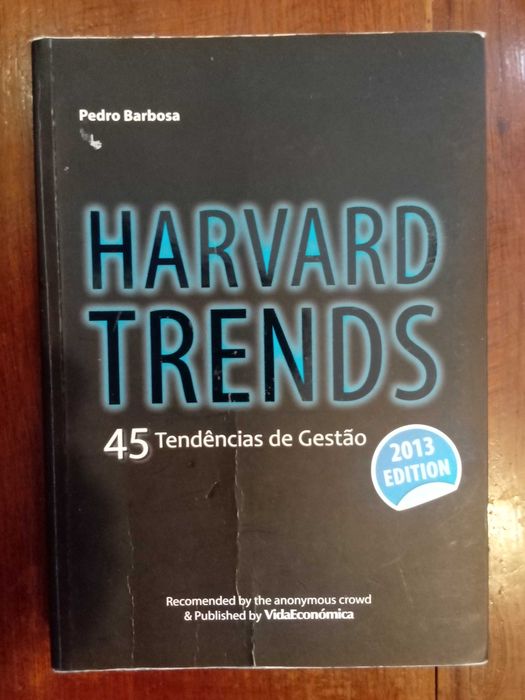 Pedro Barbosa
HARVARD
TRENDS
45 Tendências de Gestão
2013
EDITION
Recomended by the anonymous crowd
& Published by VidaEconómica